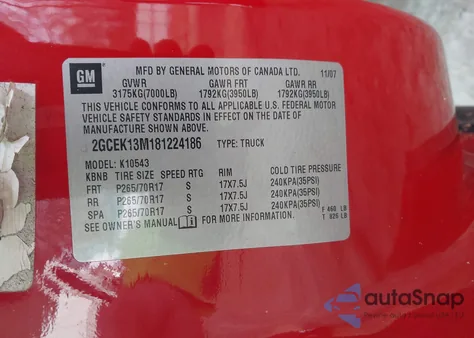 GM
MFD BY GENERAL MOTORS OF CANADA LTD. 11/07
GVWR GAWR FRT GAWR RR
3175KG(7000LB) 1792KG(3950LB) 1792KG(3950LB)
THIS VEHICLE CONFORMS TO ALL APPLICABLE U.S. FEDERAL MOTOR
VEHICLE SAFETY STANDARDS IN EFFECT ON THE DATE OF
MANUFACTURE SHOWN ABOVE.
2GCEK13M181224186 TYPE: TRUCK
MODEL: K10543
KBNB TIRE SIZE SPEED RTG RIM COLD TIRE PRESSURE
FRT P265/70R17 S 17X7.5J 240KPA(35PSI)
RR P265/70R17 S 17X7.5J 240KPA(35PSI)
SPA P265/70R17 S 17X7.5J 240KPA(35PSI)
SEE OWNER'S MANUAL FOR MORE INFORMATION.
F 460 LB
T 826 LB
autoSnap